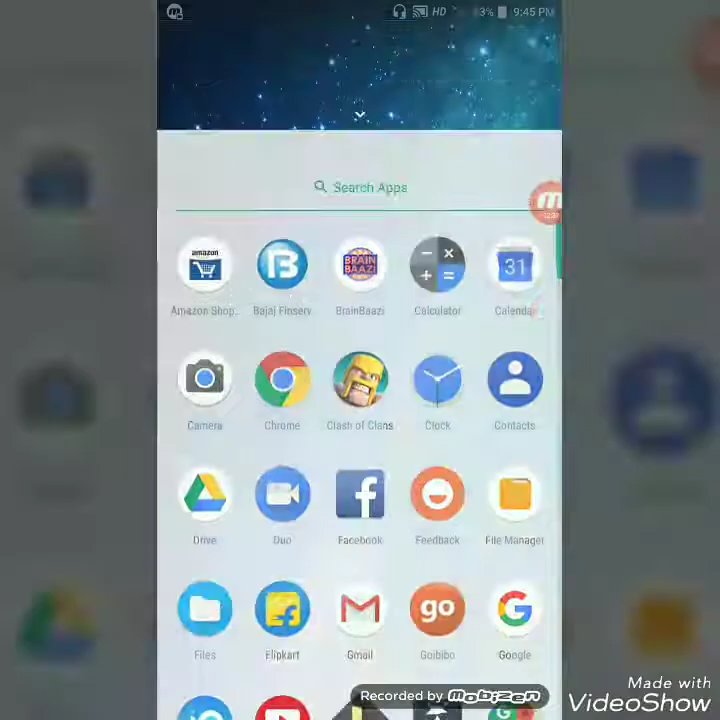 HD 3% 9:45 PM
Search Apps
amazon
BRAIN BAAZI
31
Amazon Shop..
Bajaj Finserv
BrainBaazi
Calculator
Calendar
Camera
Chrome
Clash of Clans
Clock
Contacts
Drive
Duo
Facebook
Feedback
File Manager
go
Files
Flipkart
Gmail
Goibibo
Google
Recorded by mobizen
Made with
VideoShow